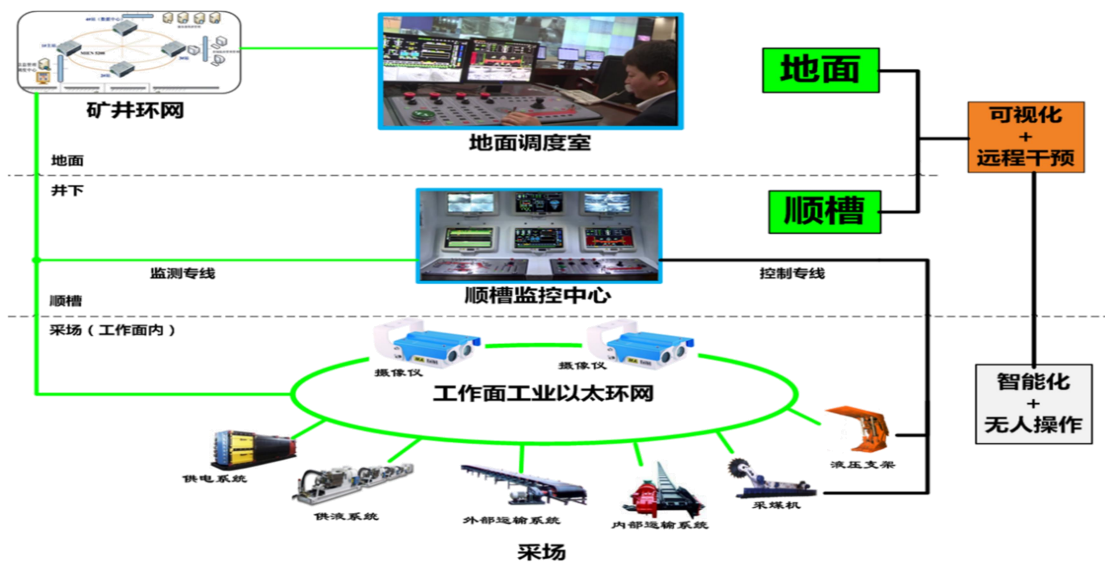 矿井环网
地面调度室
地面
可视化
+
远程干预
地面
井下
顺槽
监测专线
控制专线
顺槽监控中心
顺槽
采场（工作面内）
摄像仪
摄像仪
工作面工业以太环网
智能化
+
无人操作
供电系统
供液系统
外部运输系统
内部运输系统
采煤机
液压支架
采场